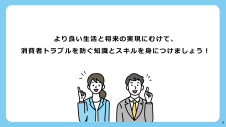 より良い生活と将来の実現にむけて、
消費者トラブルを防ぐ知識とスキルを身につけましょう！